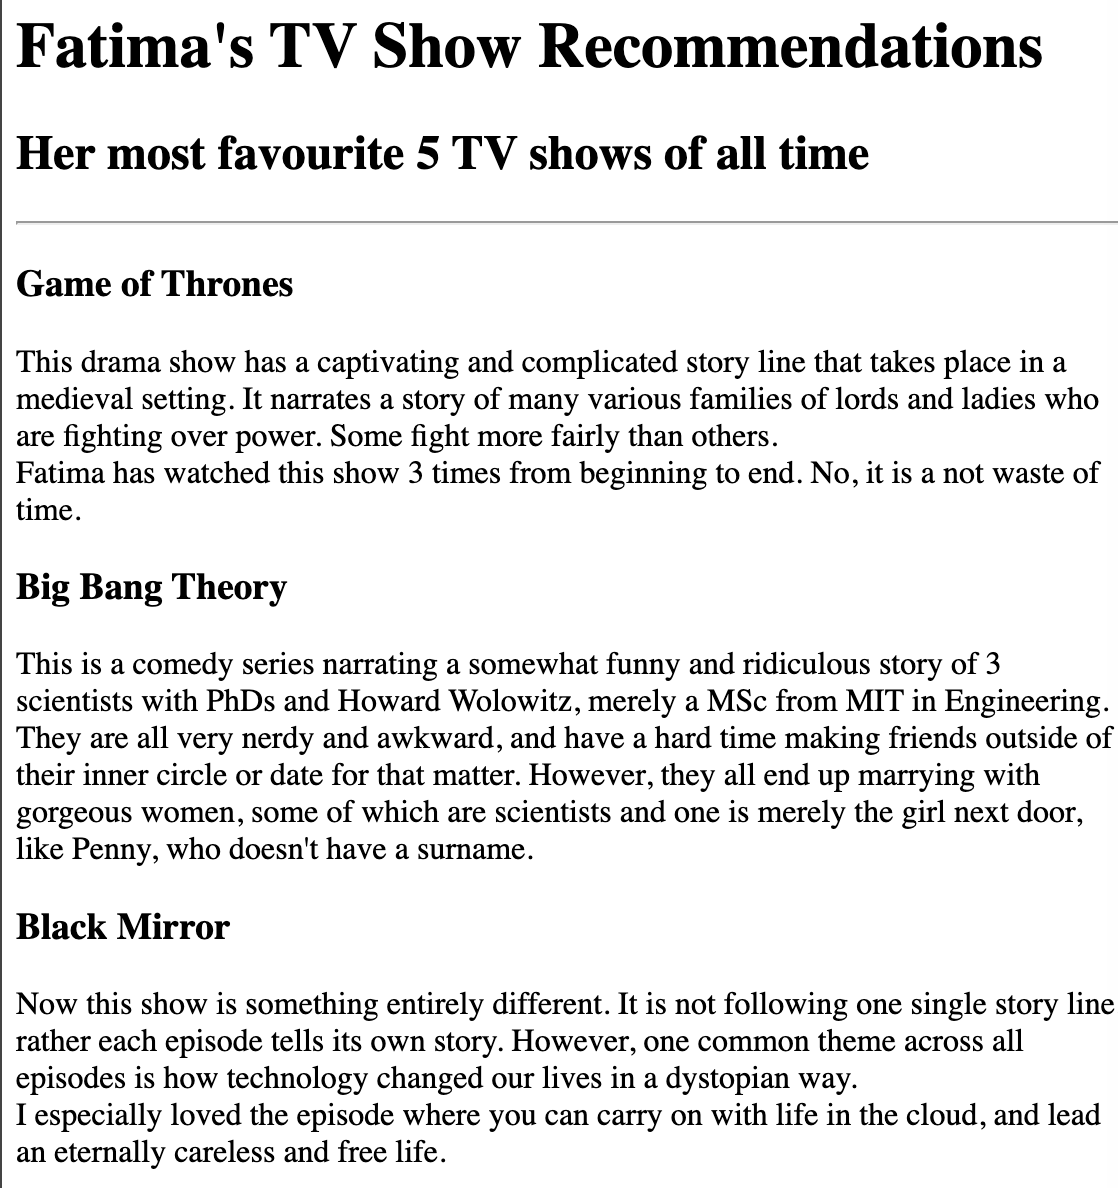 Fatima's TV Show Recommendations
Her most favourite 5 TV shows of all time
Game of Thrones
This drama show has a captivating and complicated story line that takes place in a
medieval setting. It narrates a story of many various families of lords and ladies who
are fighting over power. Some fight more fairly than others.
Fatima has watched this show 3 times from beginning to end. No, it is a not waste of
time.
Big Bang Theory
This is a comedy series narrating a somewhat funny and ridiculous story of 3
scientists with PhDs and Howard Wolowitz, merely a MSc from MIT in Engineering.
They are all very nerdy and awkward, and have a hard time making friends outside of
their inner circle or date for that matter. However, they all end up marrying with
gorgeous women, some of which are scientists and one is merely the girl next door,
like Penny, who doesn't have a surname.
Black Mirror
Now this show is something entirely different. It is not following one single story line
rather each episode tells its own story. However, one common theme across all
episodes is how technology changed our lives in a dystopian way.
I especially loved the episode where you can carry on with life in the cloud, and lead
an eternally careless and free life.